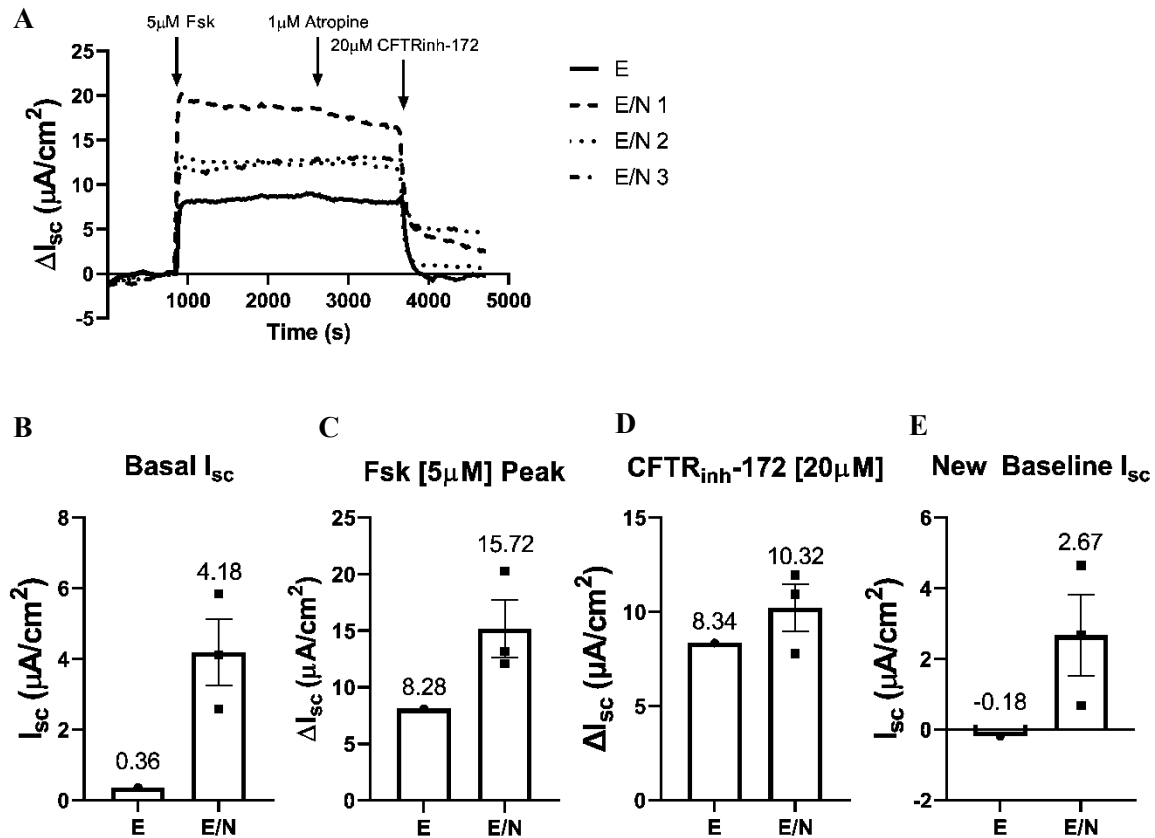 A
5μM Fsk
1μM Atropine
20μM CFTRinh-172
ΔIsc (μA/cm²)
25
20
15
10
5
0
-5
1000
2000
3000
4000
5000
Time (s)
E
E/N 1
E/N 2
E/N 3
B
Basal Isc
Isc (μA/cm²)
8
6
4
2
0
0.36
4.18
E
E/N
C
Fsk [5μM] Peak
ΔIsc (μA/cm²)
25
20
15
10
5
0
8.28
15.72
E
E/N
D
CFTRinh-172 [20μM]
ΔIsc (μA/cm²)
15
10
5
0
8.34
10.32
E
E/N
E
New Baseline Isc
Isc (μA/cm²)
6
4
2
0
-2
-0.18
2.67
E
E/N